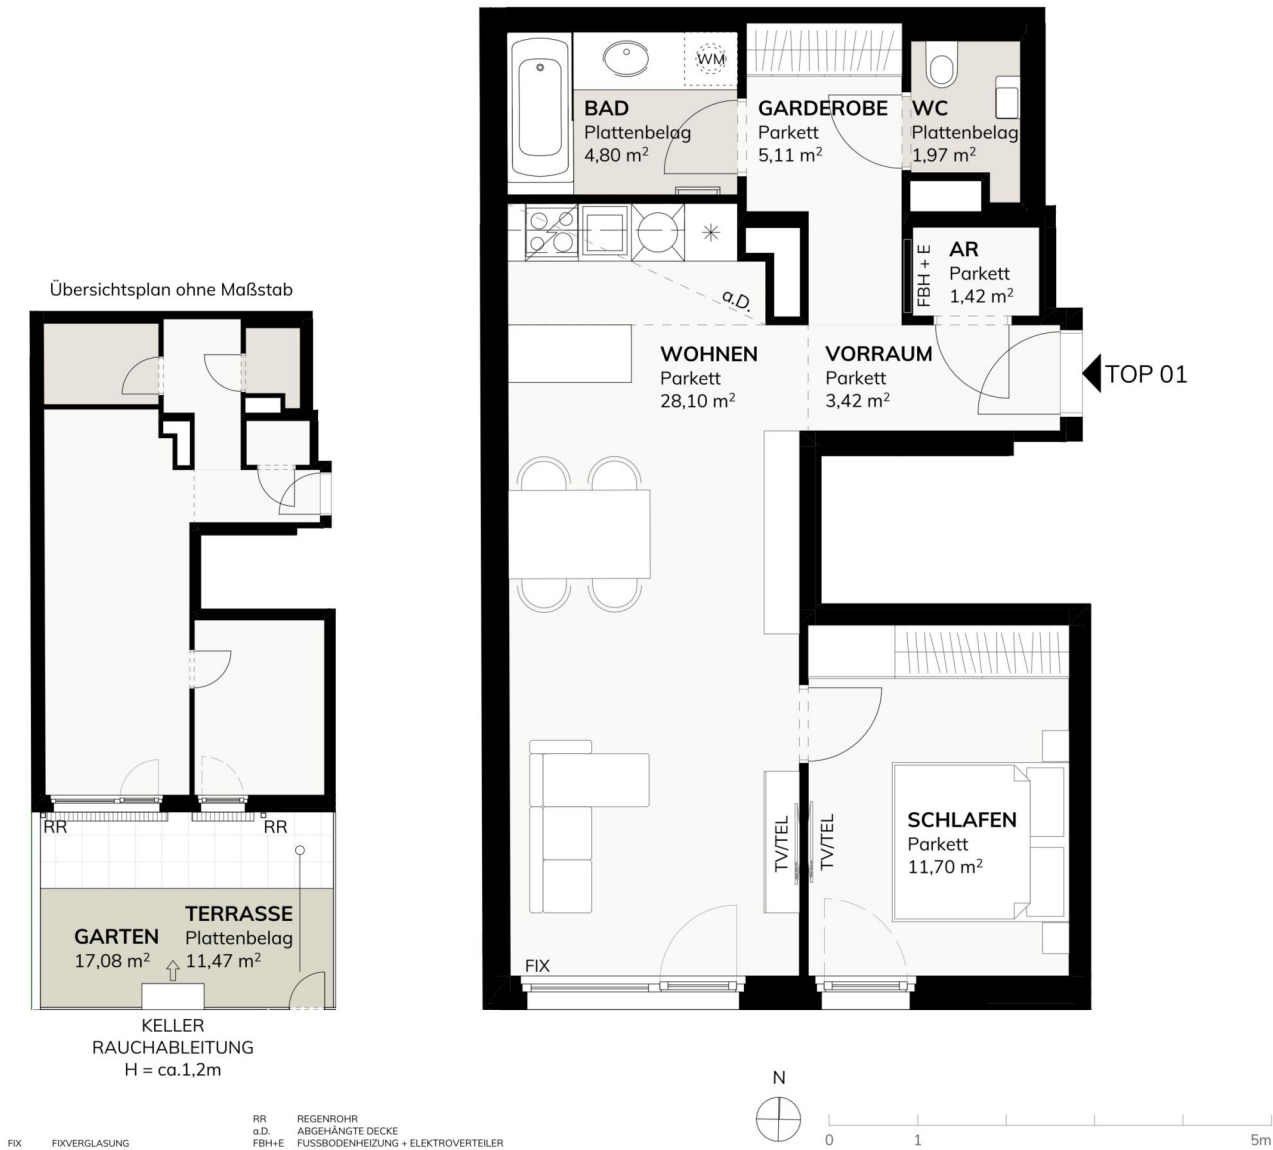 BAD
Plattenbelag
4,80 m²
WM
GARDEROBE
Parkett
5,11 m²
WC
Plattenbelag
1,97 m²
AR
Parkett
1,42 m²
FBH + E
a.D.
WOHNEN
Parkett
28,10 m²
VORRAUM
Parkett
3,42 m²
TOP 01
TV/TEL
TV/TEL
SCHLAFEN
Parkett
11,70 m²
FIX
Übersichtsplan ohne Maßstab
RR
RR
GARTEN
17,08 m²
TERRASSE
Plattenbelag
11,47 m²
KELLER
RAUCHABLEITUNG
H = ca.1,2m
N
0 1 5m
FIX FIXVERGLASUNG
RR REGENROHR
a.D. ABGEHÄNGTE DECKE
FBH+E FUSSBODENHEIZUNG + ELEKTROVERTEILER